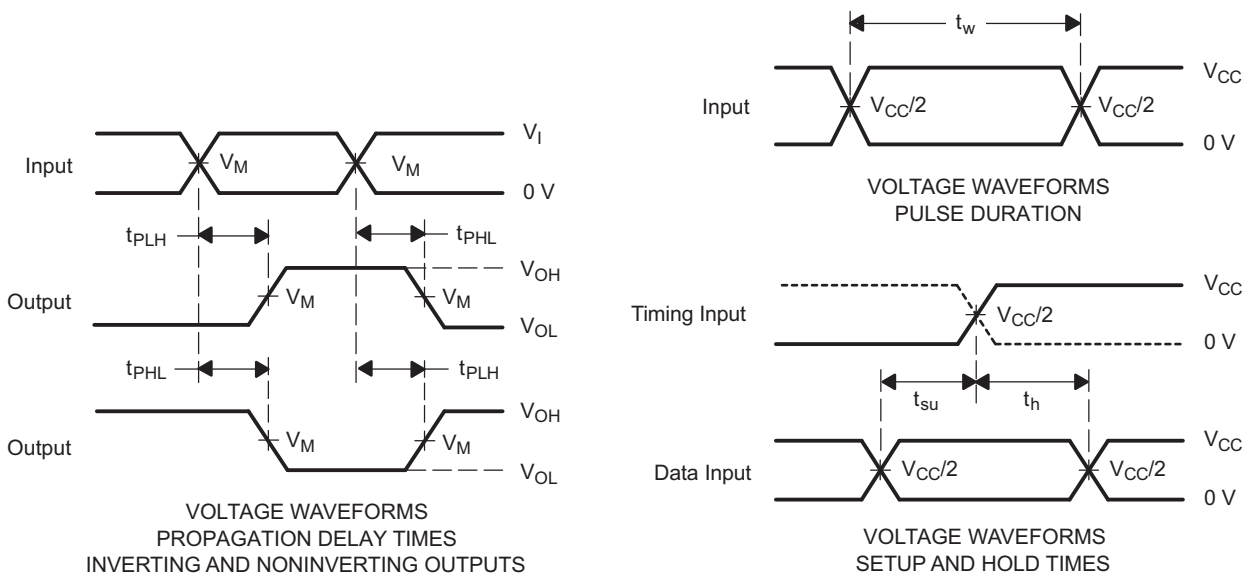 Input
V_M
V_M
V_I
0 V
t_PLH
t_PHL
Output
V_M
V_M
V_OH
V_OL
t_PHL
t_PLH
Output
V_M
V_M
V_OH
V_OL
VOLTAGE WAVEFORMS
PROPAGATION DELAY TIMES
INVERTING AND NONINVERTING OUTPUTS
t_w
Input
V_CC/2
V_CC/2
V_CC
0 V
VOLTAGE WAVEFORMS
PULSE DURATION
Timing Input
V_CC/2
V_CC
0 V
t_su
t_h
Data Input
V_CC/2
V_CC/2
V_CC
0 V
VOLTAGE WAVEFORMS
SETUP AND HOLD TIMES